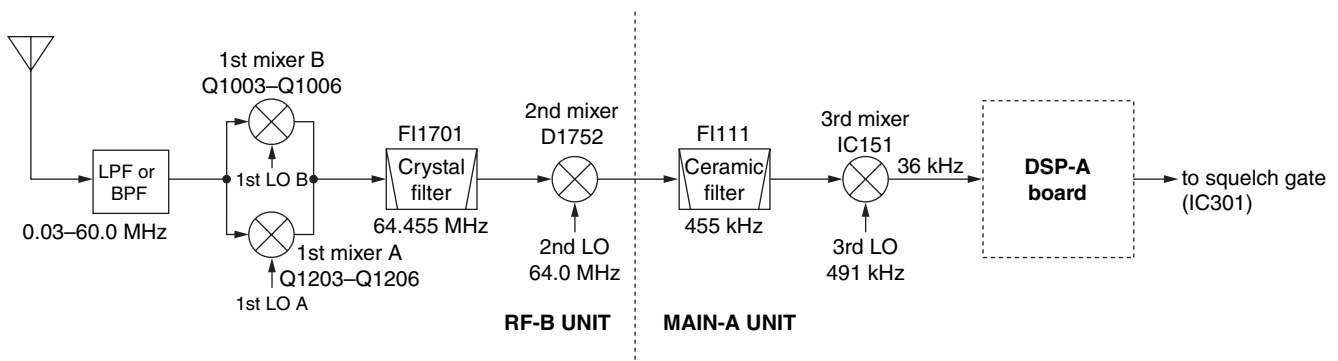 1st mixer B
Q1003–Q1006
LPF or
BPF
0.03–60.0 MHz
1st LO B
1st mixer A
Q1203–Q1206
1st LO A
FI1701
Crystal
filter
64.455 MHz
2nd mixer
D1752
2nd LO
64.0 MHz
RF-B UNIT
MAIN-A UNIT
FI111
Ceramic
filter
455 kHz
3rd mixer
IC151
36 kHz
3rd LO
491 kHz
DSP-A
board
to squelch gate
(IC301)